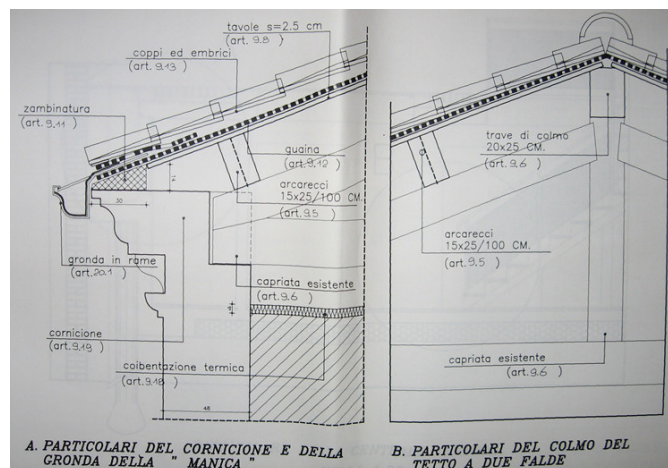 tavole s=2.5 cm
(art. 9.8 )
coppi ed embrici
(art. 9.13 )
zambinatura
(art. 9.11 )
guaina
(art. 9.12 )
arcarecci
15x25/100 CM.
(art. 9.5 )
20
gronda in rame
(art. 20.1 )
capriata esistente
(art. 9.6 )
cornicione
(art. 9.19 )
coibentazione termica
(art. 9.18 )
48
A. PARTICOLARI DEL CORNICIONE E DELLA
GRONDA DELLA " MANICA "
trave di colmo
20x25 CM.
(art. 9.6 )
arcarecci
15x25/100 CM.
(art. 9.5 )
capriata esistente
(art. 9.6 )
B. PARTICOLARI DEL COLMO DEL
TETTO A DUE FALDE